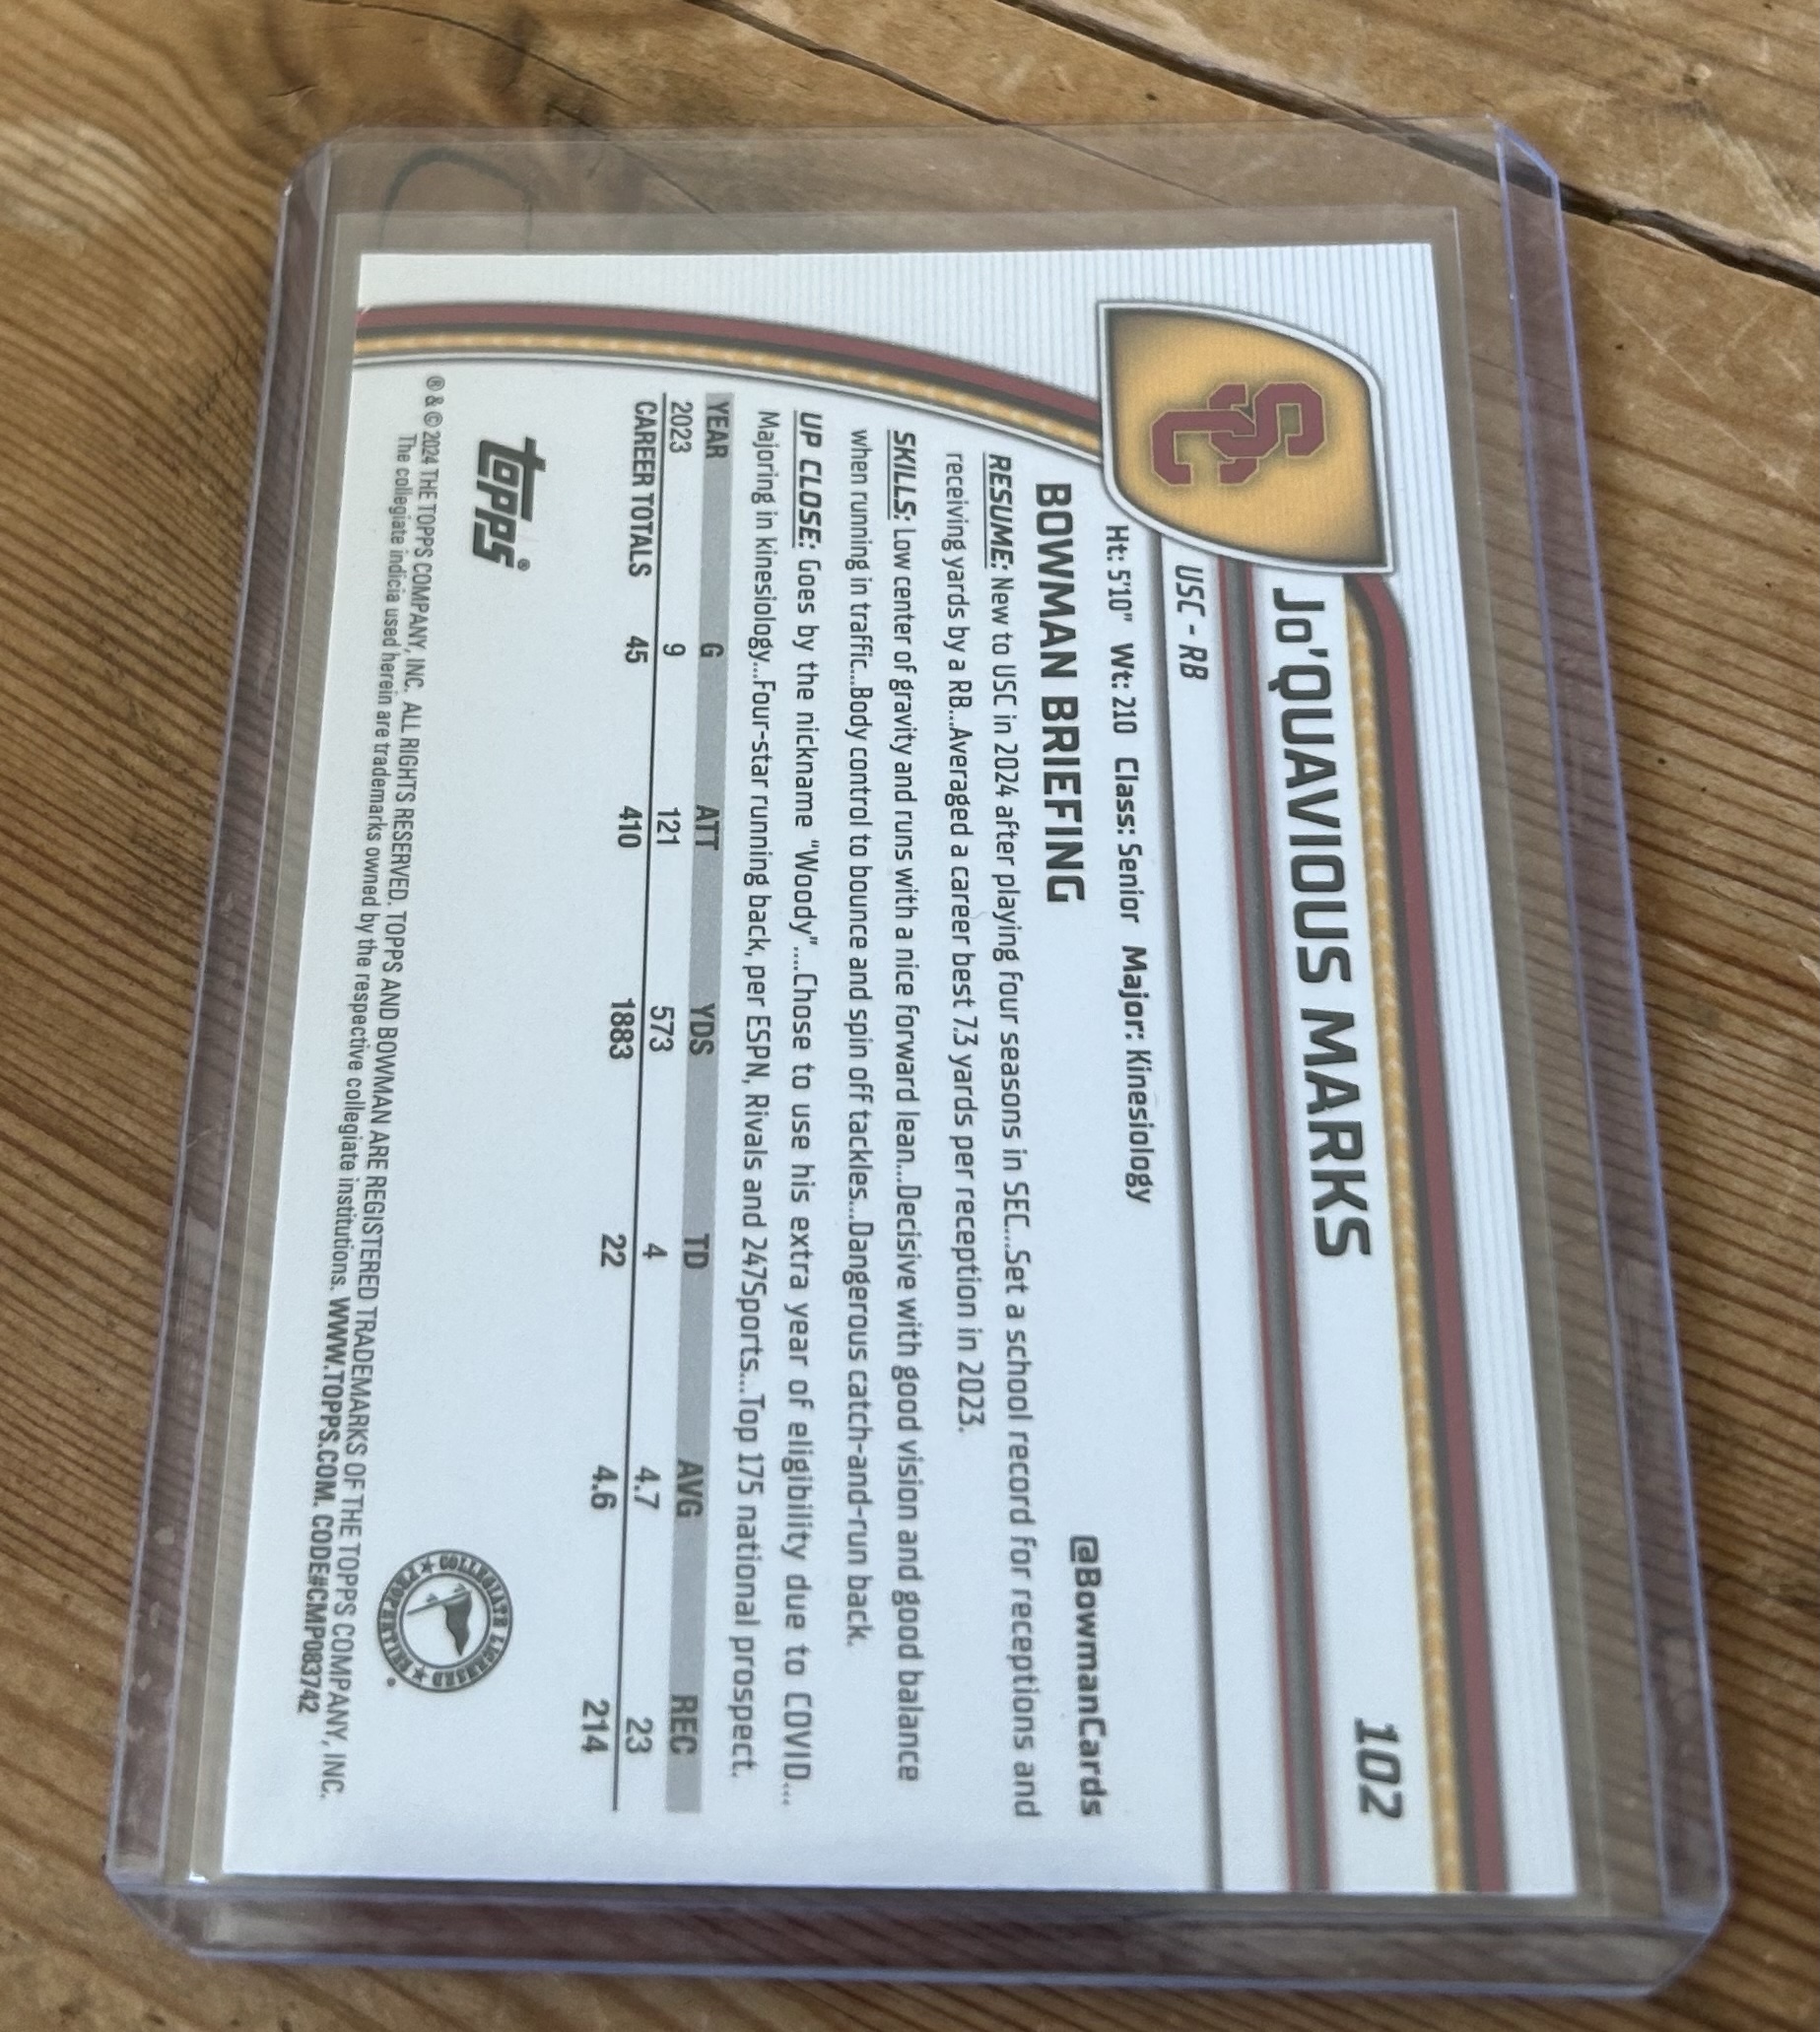 102
Jo'QUAVIOUS MARKS
SC
USC - RB
Ht: 5'10" Wt: 210 Class: Senior Major: Kinesiology
@BowmanCards
BOWMAN BRIEFING
RESUME: New to USC in 2024 after playing four seasons in SEC...Set a school record for receptions and
receiving yards by a RB...Averaged a career best 7.3 yards per reception in 2023.
SKILLS: Low center of gravity and runs with a nice forward lean...Decisive with good vision and good balance
when running in traffic...Body control to bounce and spin off tackles...Dangerous catch-and-run back.
UP CLOSE: Goes by the nickname "Woody"....Chose to use his extra year of eligibility due to COVID...
Majoring in kinesiology...Four-star running back, per ESPN, Rivals and 247Sports...Top 175 national prospect.
YEAR G ATT YDS TD AVG REC
2023 9 121 573 4 4.7 23
CAREER TOTALS 45 410 1883 22 4.6 214
topps®
COLLEGIATE LICENSED PROPERTIES
® & © 2024 THE TOPPS COMPANY, INC. ALL RIGHTS RESERVED. TOPPS AND BOWMAN ARE REGISTERED TRADEMARKS OF THE TOPPS COMPANY, INC.
The collegiate indicia used herein are trademarks owned by the respective collegiate institutions. WWW.TOPPS.COM. CODE#CMP083742